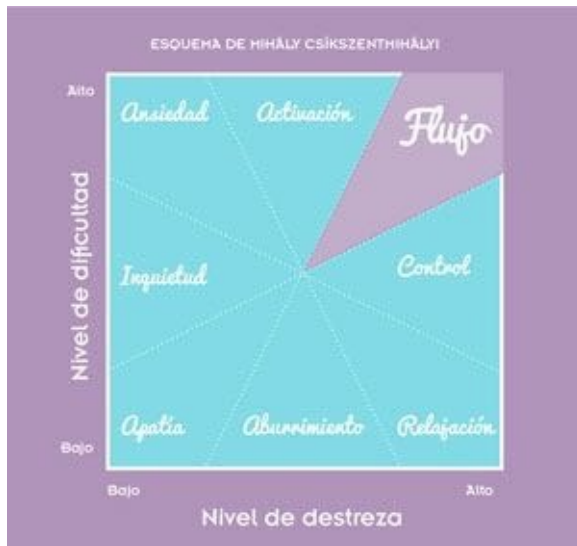 ESQUEMA DE MIHÁLY CSÍKSZENTMIHÁLYI
Alto
Ansiedad
Activación
Flujo
Nivel de dificultad
Inquietud
Control
Apatía
Aburrimiento
Relajación
Bajo
Bajo
Alto
Nivel de destreza